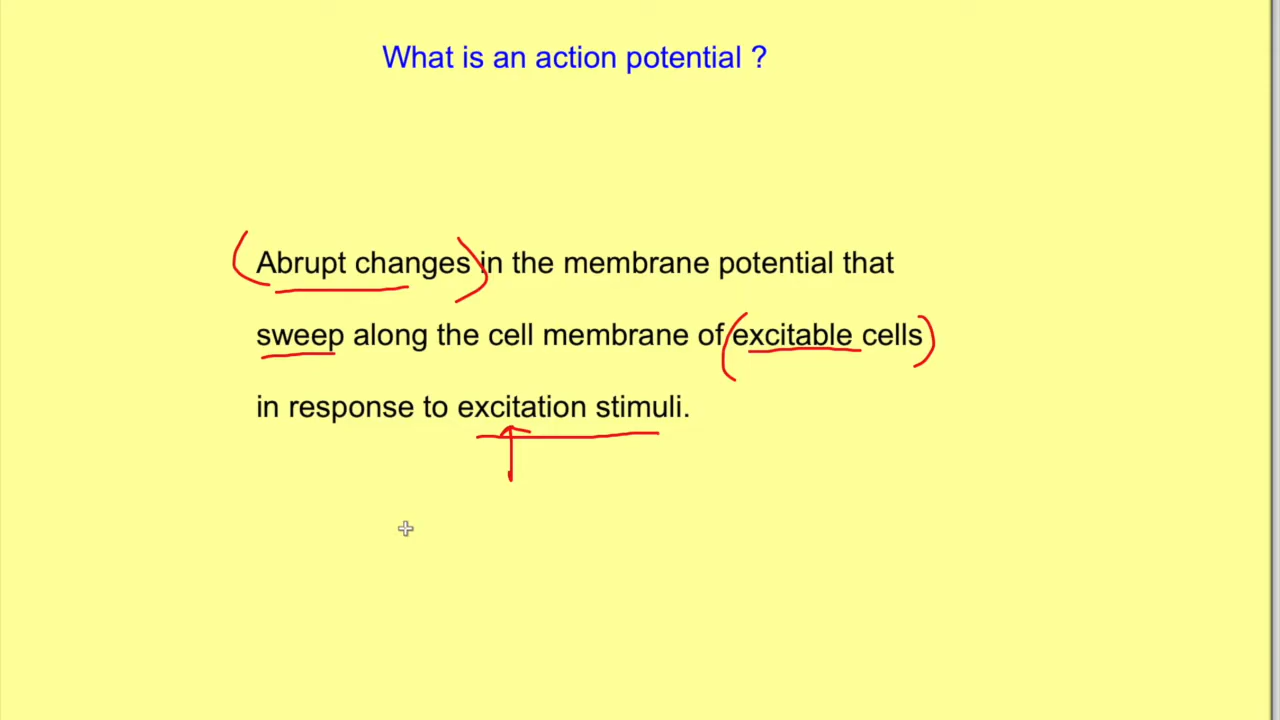 What is an action potential ?
Abrupt changes in the membrane potential that
sweep along the cell membrane of excitable cells
in response to excitation stimuli.